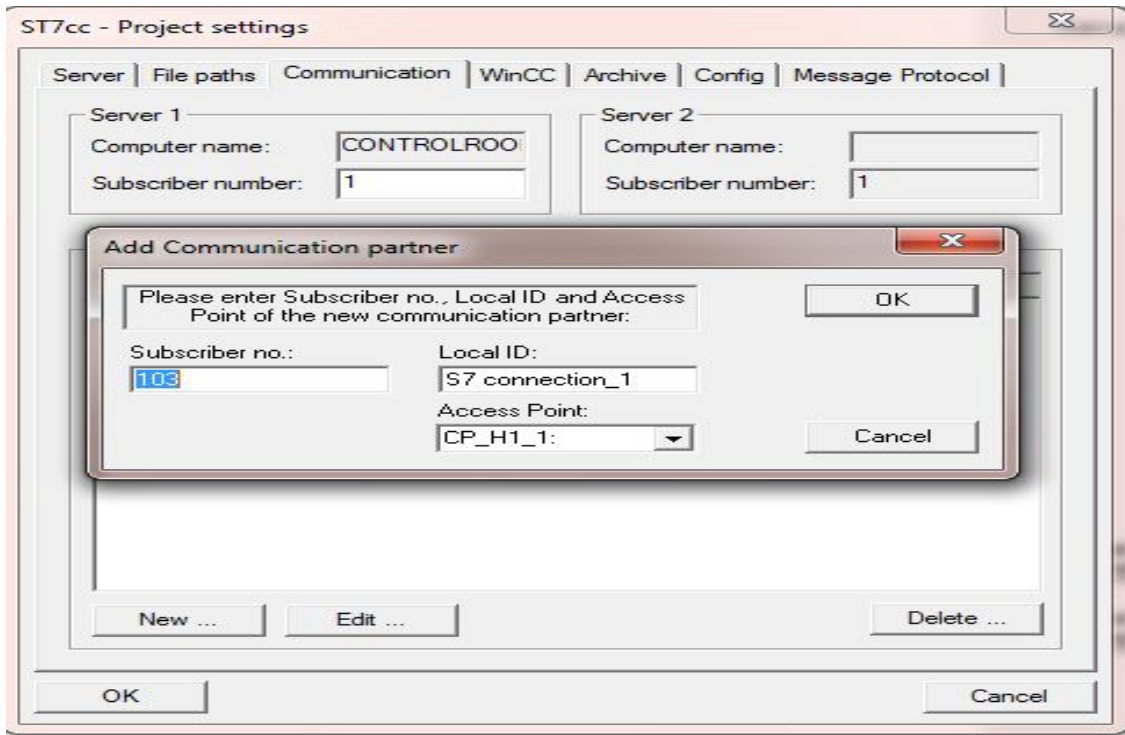 ST7cc - Project settings
Server File paths Communication WinCC Archive Config Message Protocol
Server 1
Computer name: CONTROLROO
Subscriber number: 1
Server 2
Computer name:
Subscriber number: 1
Add Communication partner
Please enter Subscriber no., Local ID and Access
Point of the new communication partner:
OK
Subscriber no.:
103
Local ID:
S7 connection_1
Access Point:
CP_H1_1:
Cancel
New ...
Edit ...
Delete ...
OK
Cancel